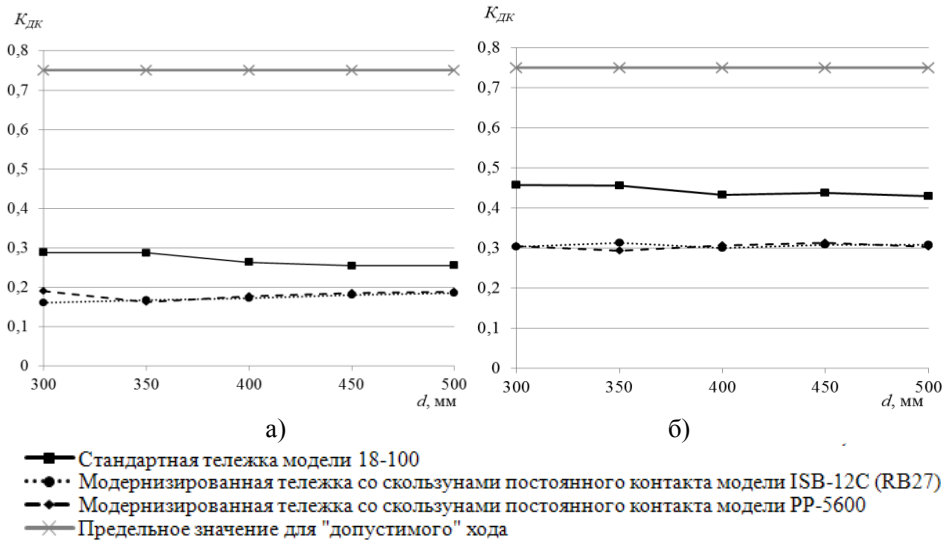 K_ДК
0,8
0,7
0,6
0,5
0,4
0,3
0,2
0,1
0
300 350 400 450 500
d, мм
а)
K_ДК
0,8
0,7
0,6
0,5
0,4
0,3
0,2
0,1
0
300 350 400 450 500
d, мм
б)
Стандартная тележка модели 18-100
Модернизированная тележка со скользунами постоянного контакта модели ISB-12C (RB27)
Модернизированная тележка со скользунами постоянного контакта модели PP-5600
Предельное значение для "допустимого" хода